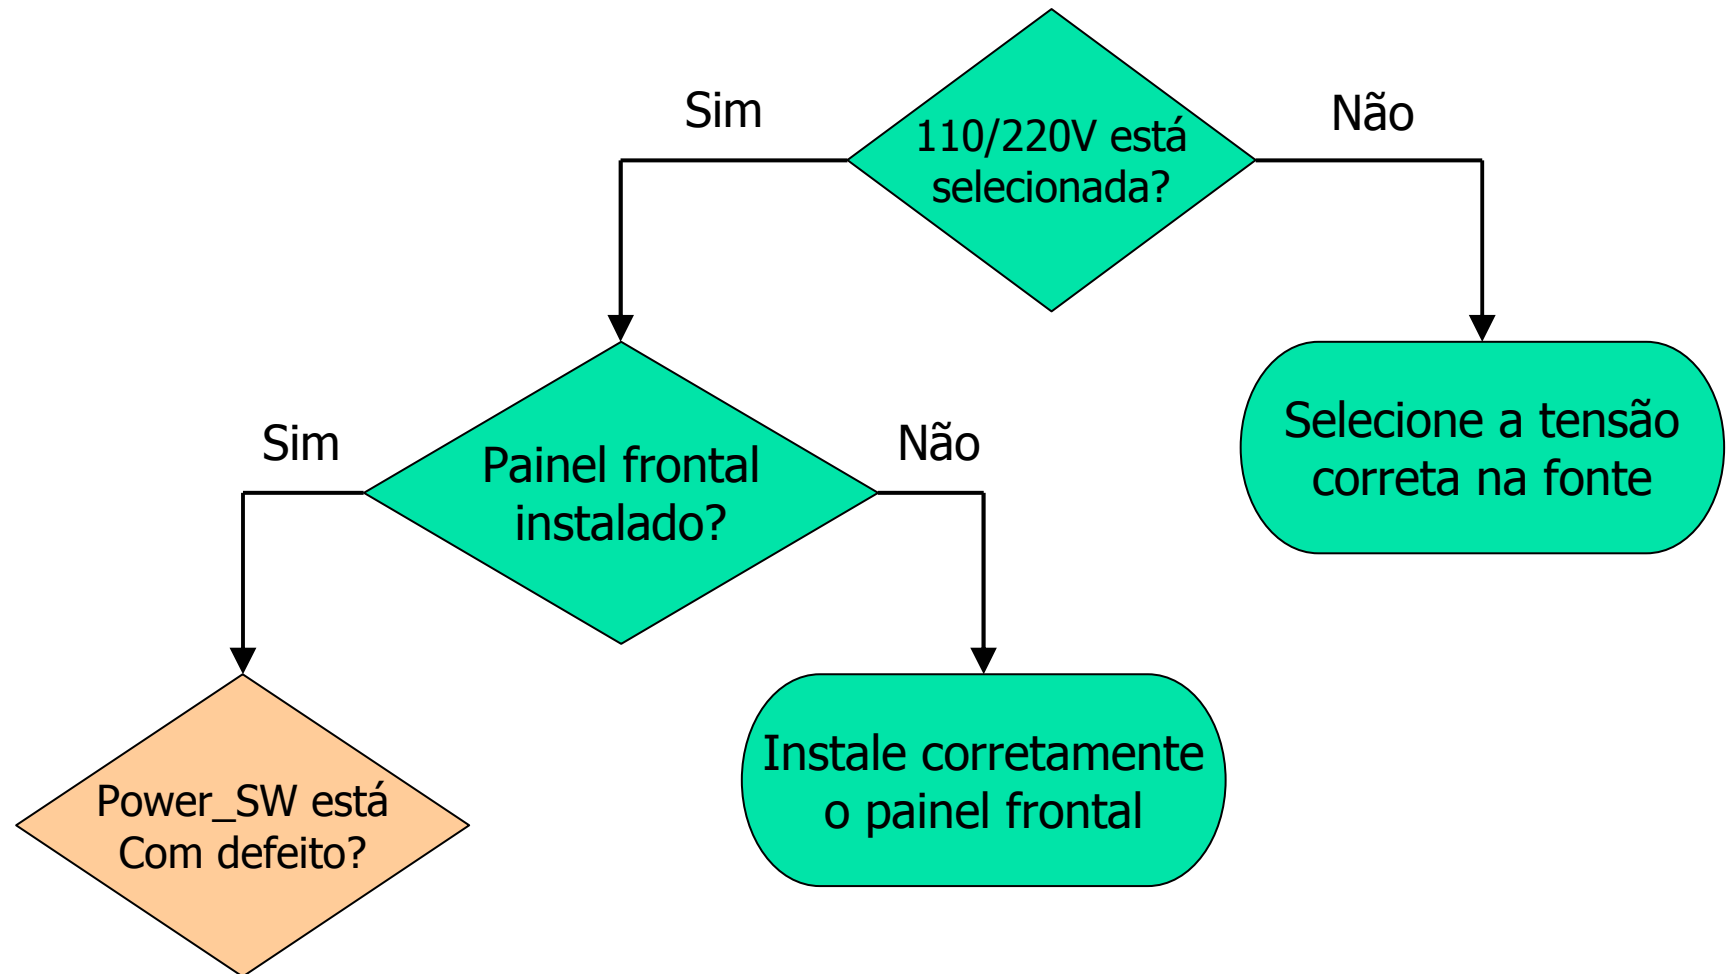 Sim
110/220V está
selecionada?
Não
Sim
Painel frontal
instalado?
Não
Selecione a tensão
correta na fonte
Power_SW está
Com defeito?
Instale corretamente
o painel frontal